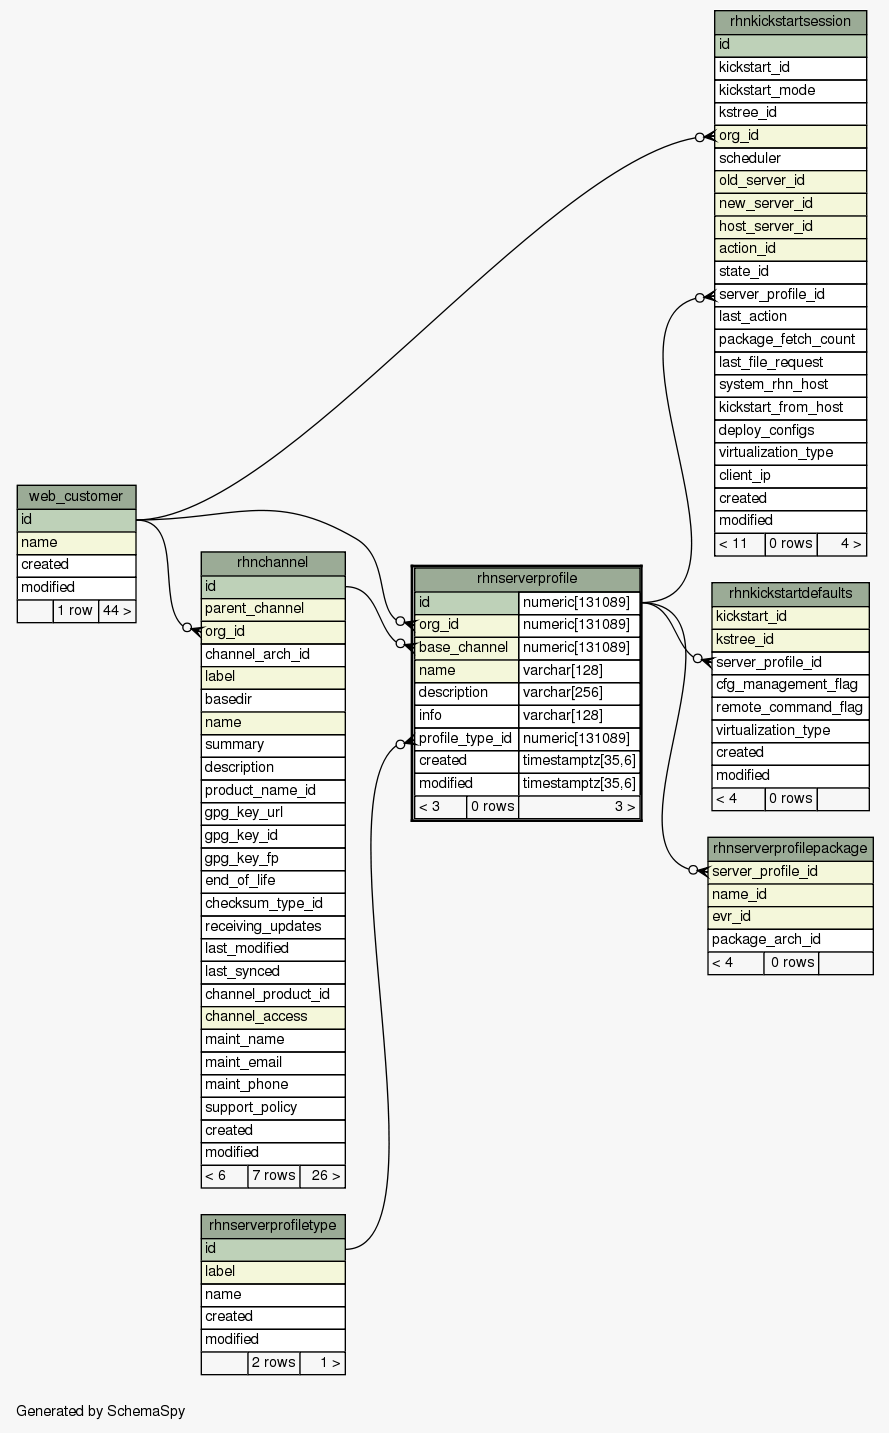 rhnkickstartsession
id
kickstart_id
kickstart_mode
kstree_id
org_id
scheduler
old_server_id
new_server_id
host_server_id
action_id
state_id
server_profile_id
last_action
package_fetch_count
last_file_request
system_rhn_host
kickstart_from_host
deploy_configs
virtualization_type
client_ip
created
modified
< 11 0 rows 4 >
web_customer
id
name
created
modified
1 row 44 >
rhnchannel
id
parent_channel
org_id
channel_arch_id
label
basedir
name
summary
description
product_name_id
gpg_key_url
gpg_key_id
gpg_key_fp
end_of_life
checksum_type_id
receiving_updates
last_modified
last_synced
channel_product_id
channel_access
maint_name
maint_email
maint_phone
support_policy
created
modified
< 6 7 rows 26 >
rhnserverprofile
id numeric[131089]
org_id numeric[131089]
base_channel numeric[131089]
name varchar[128]
description varchar[256]
info varchar[128]
profile_type_id numeric[131089]
created timestamptz[35,6]
modified timestamptz[35,6]
< 3 0 rows 3 >
rhnkickstartdefaults
kickstart_id
kstree_id
server_profile_id
cfg_management_flag
remote_command_flag
virtualization_type
created
modified
< 4 0 rows
rhnserverprofilepackage
server_profile_id
name_id
evr_id
package_arch_id
< 4 0 rows
rhnserverprofiletype
id
label
name
created
modified
2 rows 1 >
Generated by SchemaSpy